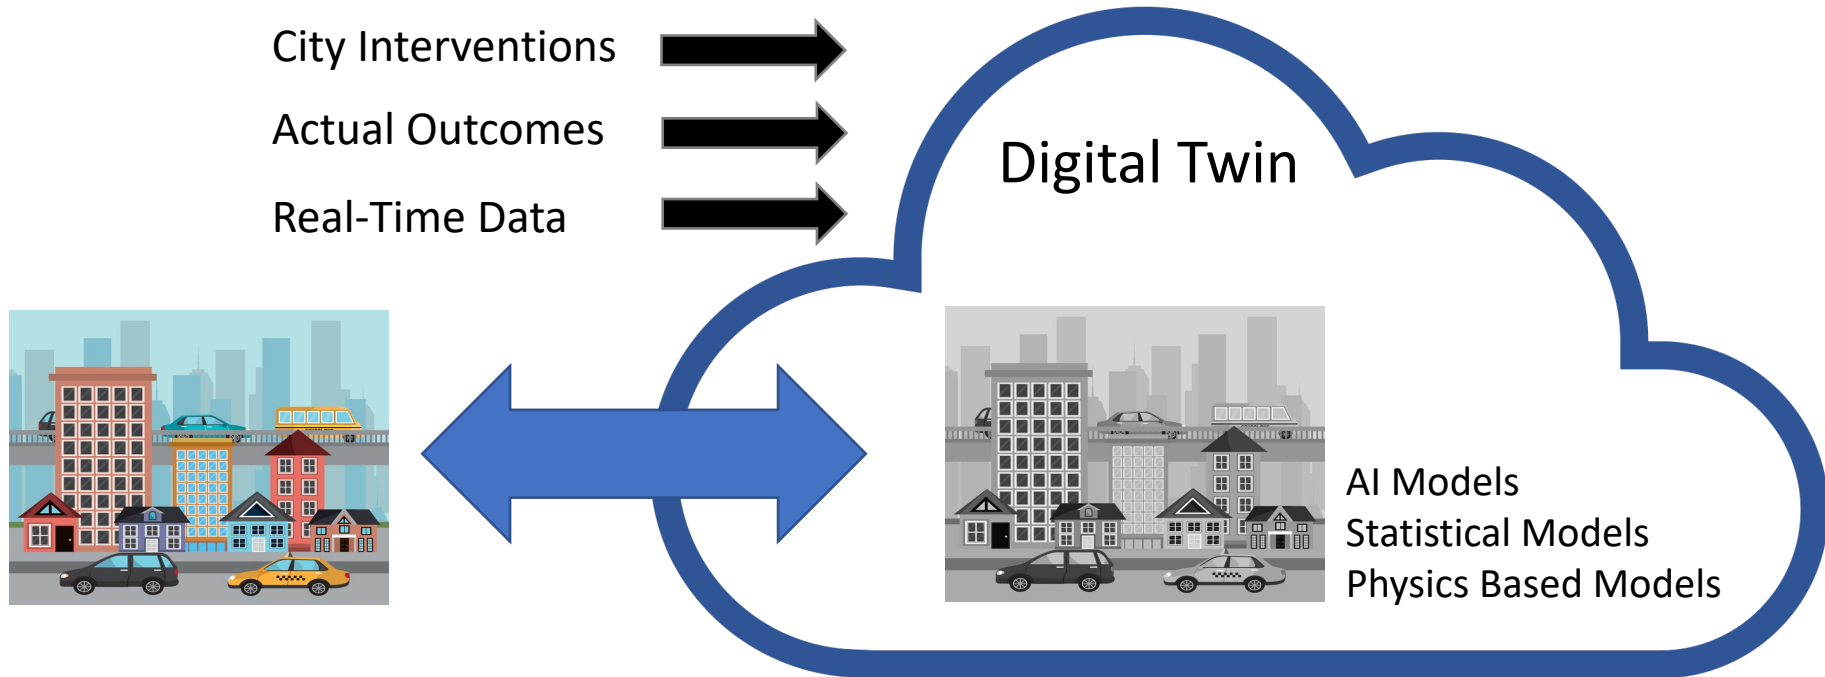 City Interventions
Actual Outcomes
Real-Time Data
Digital Twin
AI Models
Statistical Models
Physics Based Models